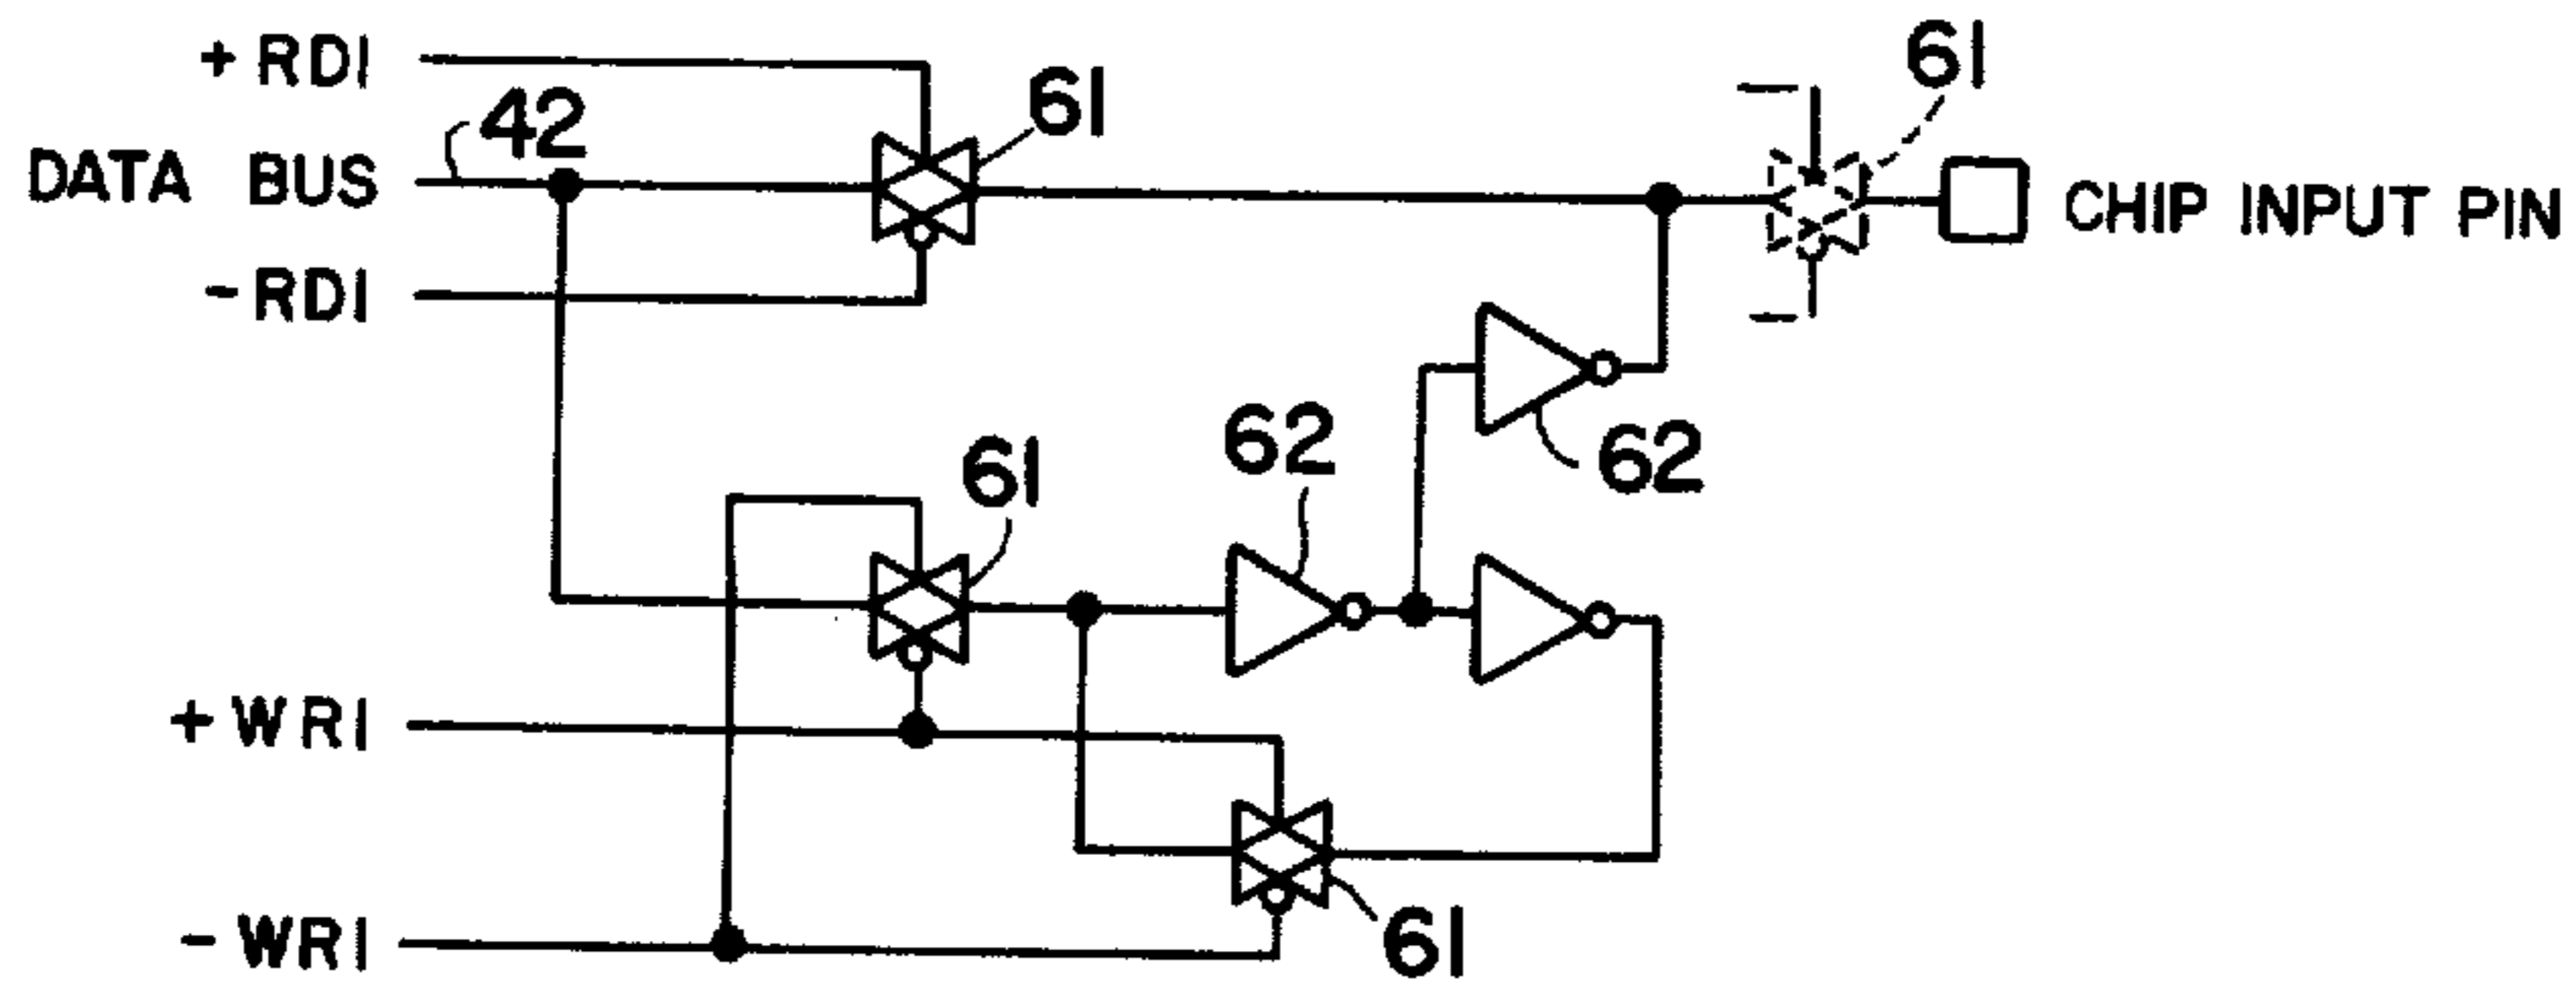 + RDI
61
61
42
DATA BUS
CHIP INPUT PIN
- RDI
62
62
61
+ WRI
- WRI
61